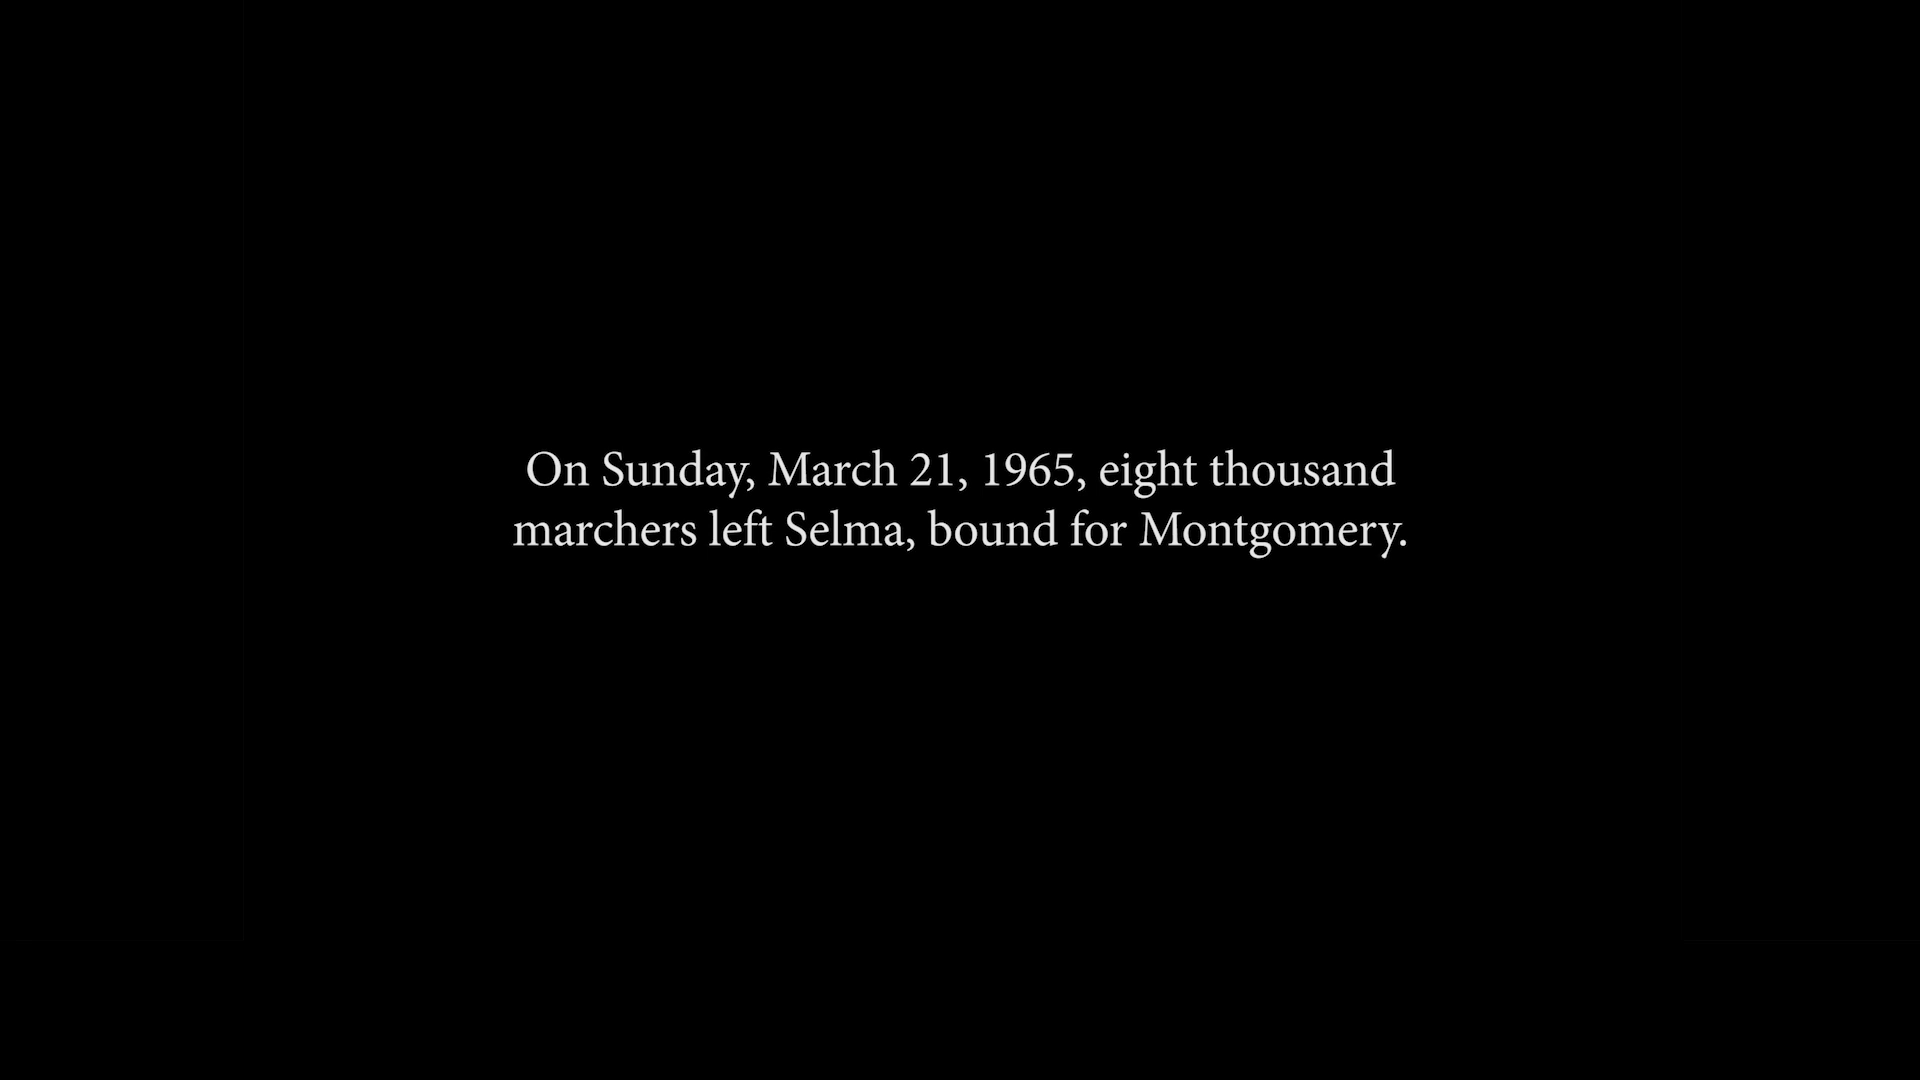 On Sunday, March 21, 1965, eight thousand
marchers left Selma, bound for Montgomery.